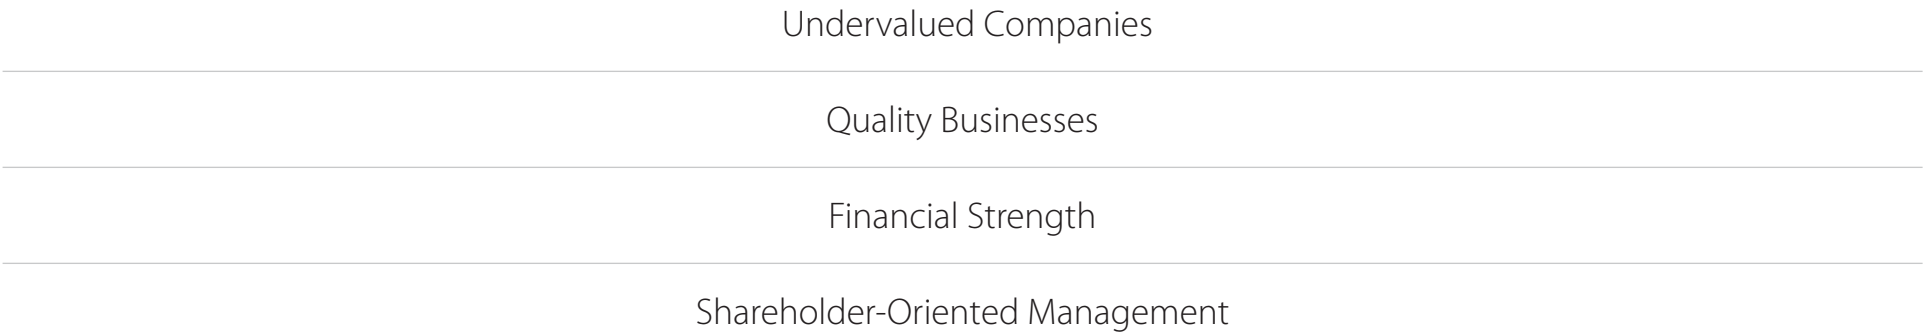 Undervalued Companies
Quality Businesses
Financial Strength
Shareholder-Oriented Management